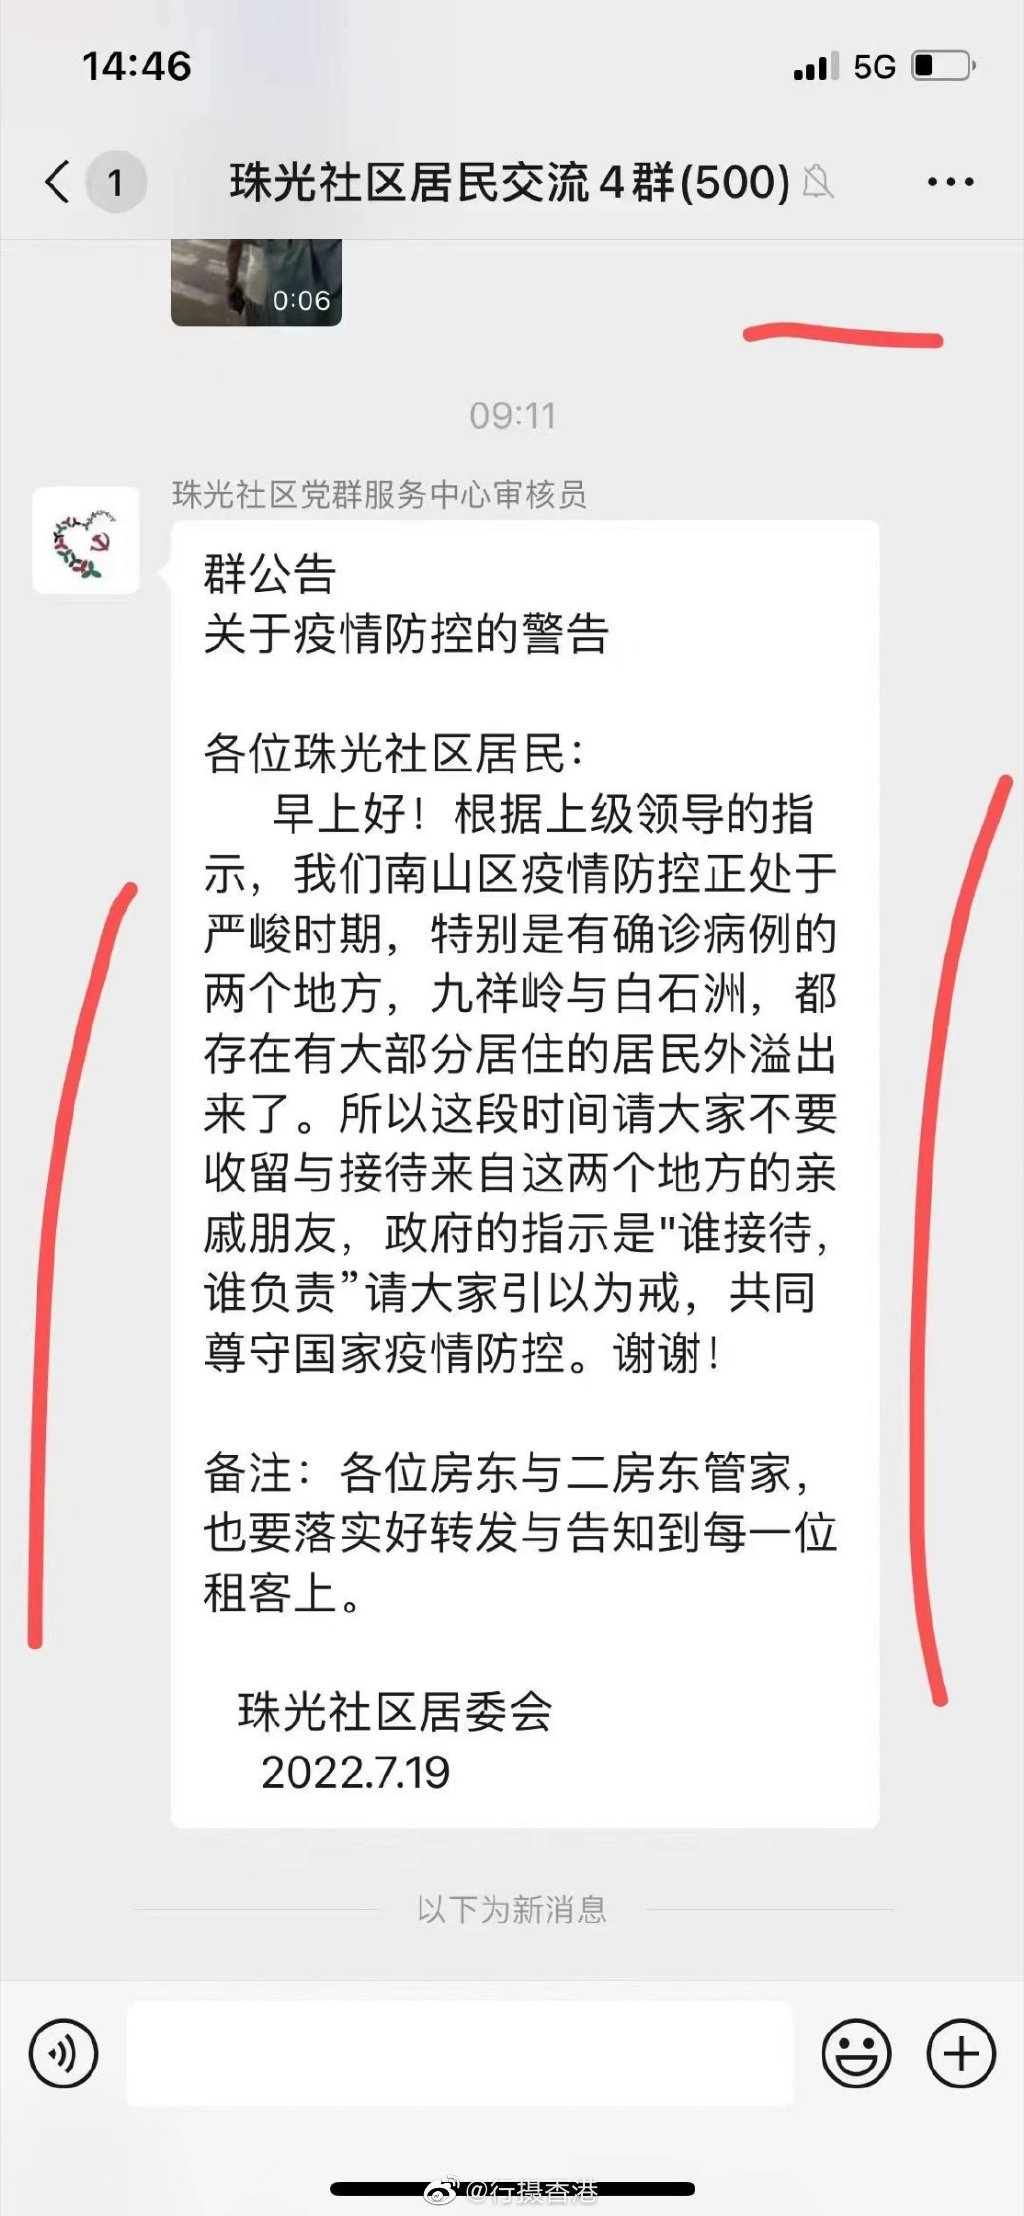 14:46
5G
1
珠光社区居民交流4群(500)
0:06
09:11
珠光社区党群服务中心审核员
群公告
关于疫情防控的警告
各位珠光社区居民：
早上好！根据上级领导的指
示，我们南山区疫情防控正处于
严峻时期，特别是有确诊病例的
两个地方，九祥岭与白石洲，都
存在有大部分居住的居民外溢出
来了。所以这段时间请大家不要
收留与接待来自这两个地方的亲
戚朋友，政府的指示是"谁接待，
谁负责”请大家引以为戒，共同
尊守国家疫情防控。谢谢！
备注：各位房东与二房东管家，
也要落实好转发与告知到每一位
租客上。
珠光社区居委会
2022.7.19
以下为新消息
@行摄香港